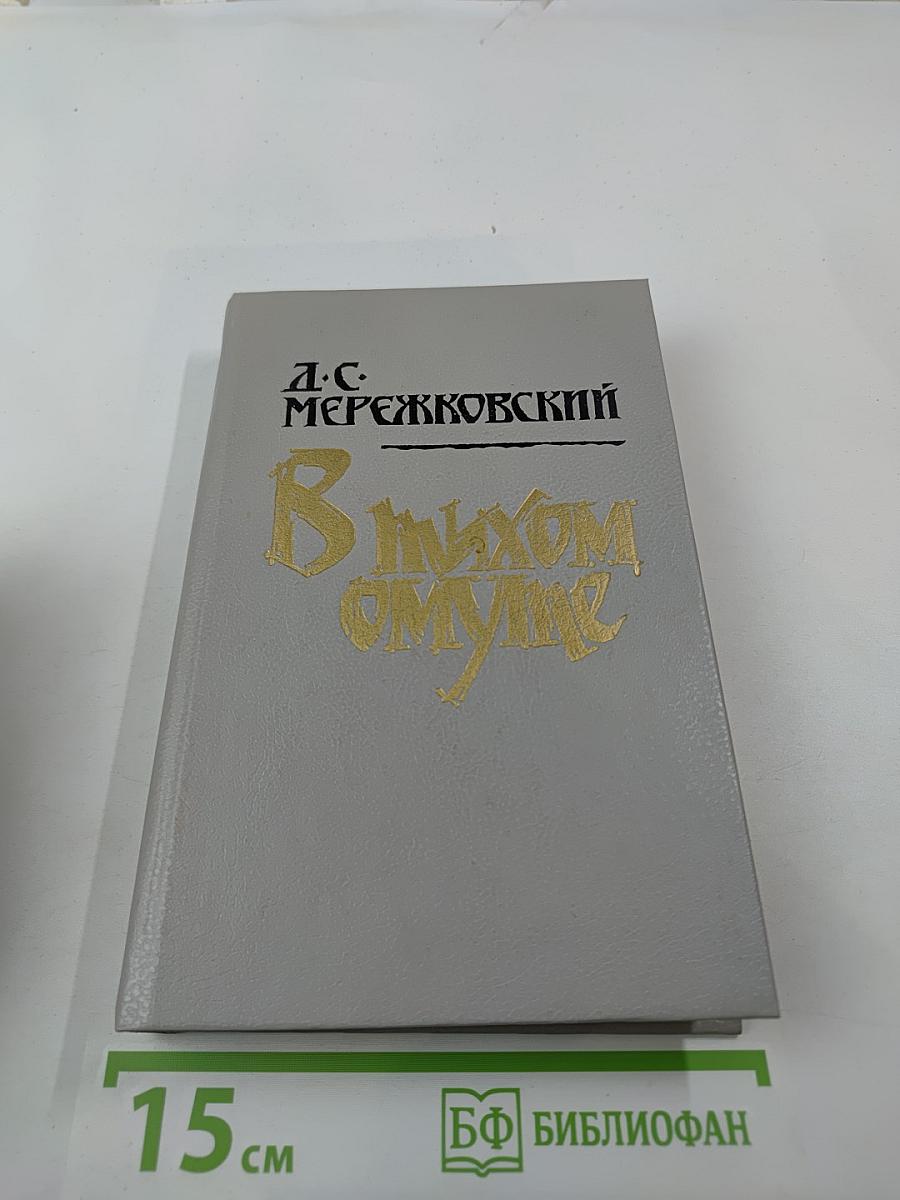 Д·С·
МЕРЕЖКОВСКИЙ
В тихом
омуте
15 см
БФ БИБЛИОФАН